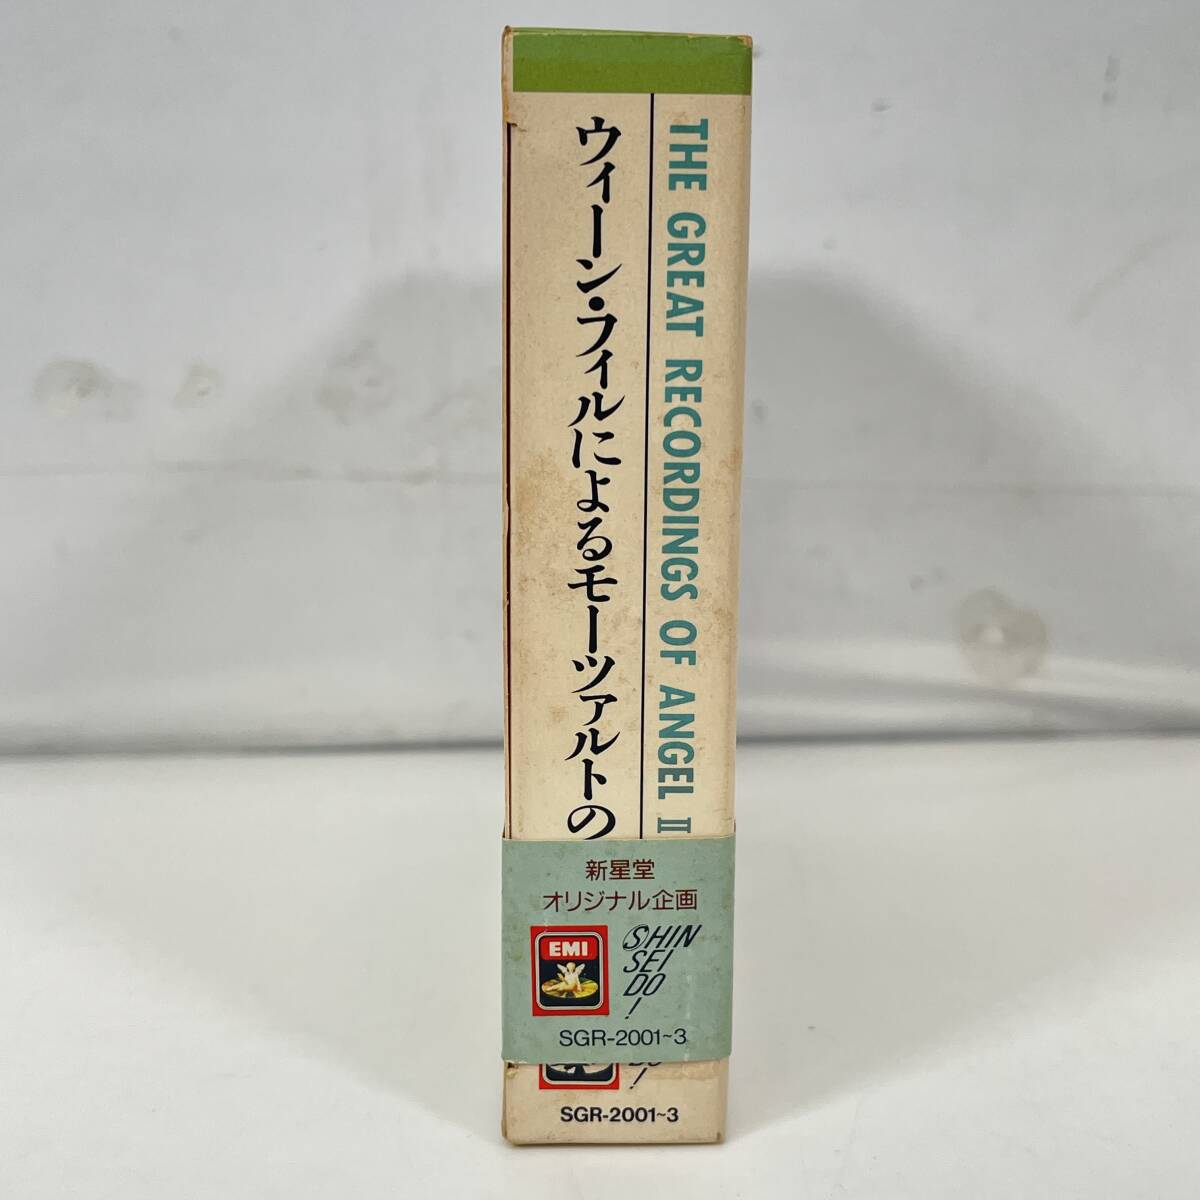 THE GREAT RECORDINGS OF ANGEL II
ウィーン・フィルによるモーツァルトの
新星堂
オリジナル企画
EMI
SHIN
SEI
DO
!
SGR-2001~3
!
SGR-2001~3